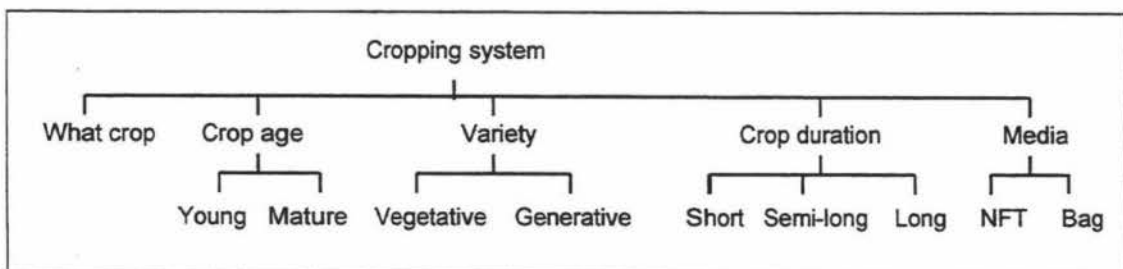 Cropping system
What crop Crop age Variety Crop duration Media
Young Mature Vegetative Generative Short Semi-long Long NFT Bag